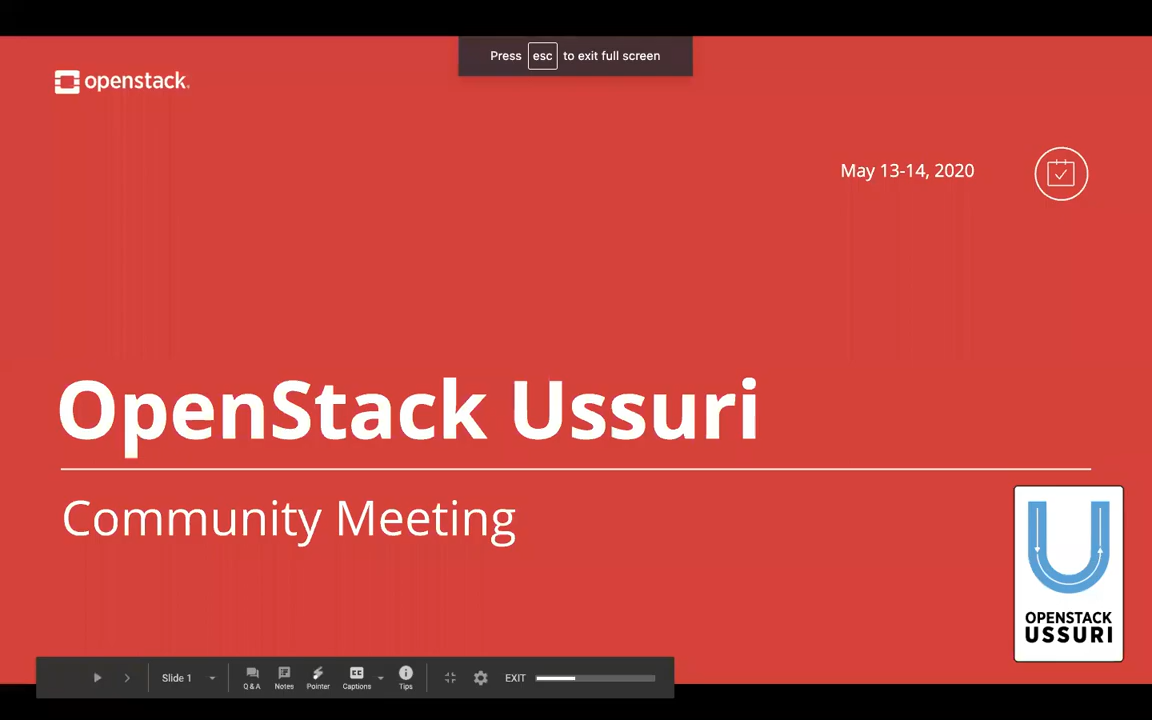 Press esc to exit full screen
openstack.
May 13-14, 2020
OpenStack Ussuri
Community Meeting
OPENSTACK
USSURI
Slide 1
Q & A
Notes
Pointer
Captions
Tips
EXIT